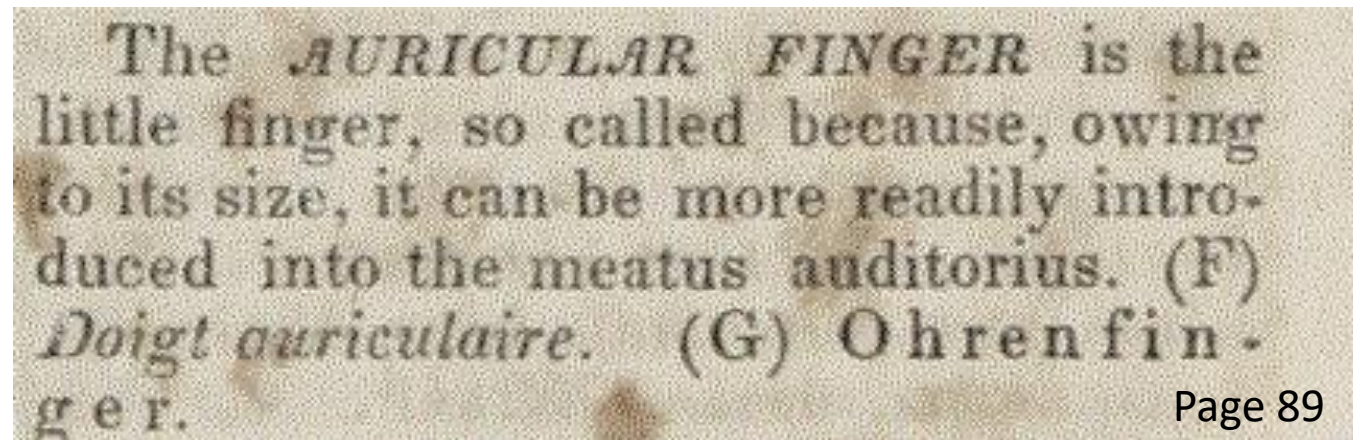 The AURICULAR FINGER is the
little finger, so called because, owing
to its size, it can be more readily intro-
duced into the meatus auditorius. (F)
Doigt auriculaire. (G) Ohrenfin-
ger.
Page 89